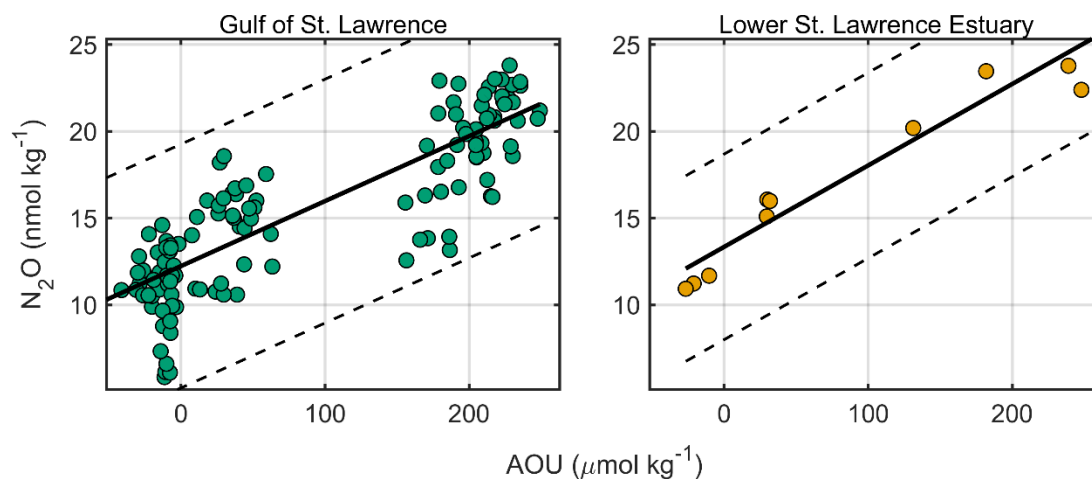 Gulf of St. Lawrence
Lower St. Lawrence Estuary
25
20
15
10
25
20
15
10
N₂O (nmol kg⁻¹)
0 100 200
0 100 200
AOU (μmol kg⁻¹)